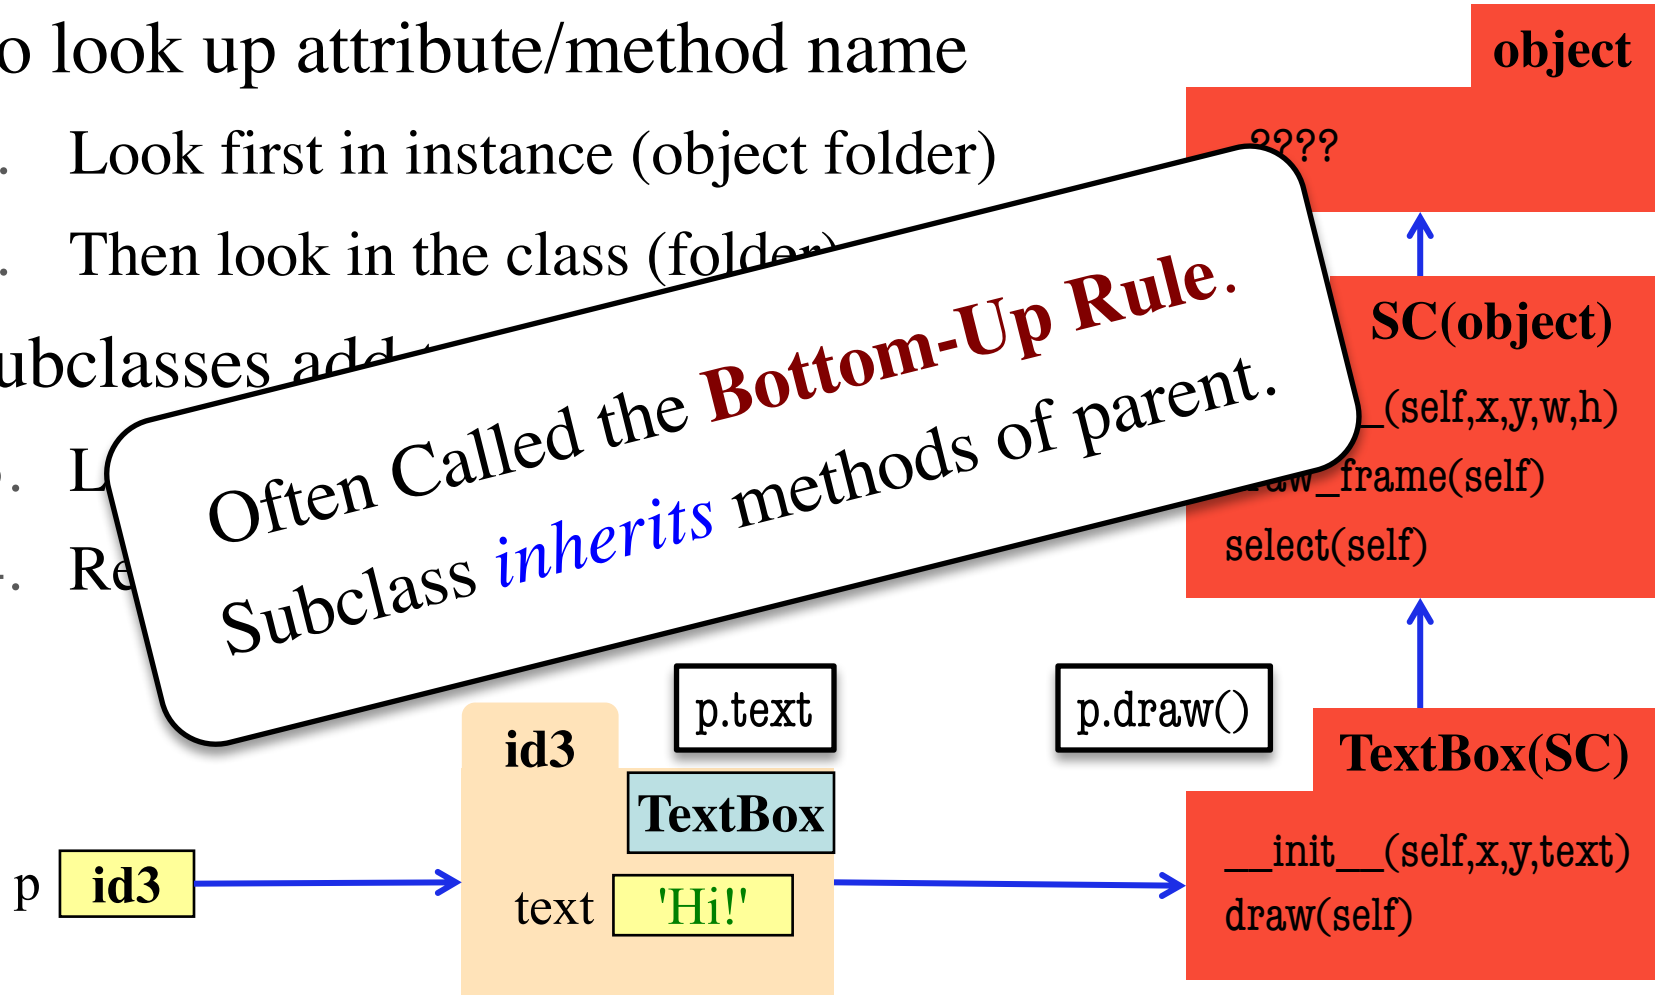 o look up attribute/method name
. Look first in instance (object folder)
. Then look in the class (folder)
ubclasses add
. L
. Re
Often Called the Bottom-Up Rule.
Subclass inherits methods of parent.
object
????
SC(object)
__(self,x,y,w,h)
draw_frame(self)
select(self)
p.text
p.draw()
id3
TextBox
text 'Hi!'
p id3
TextBox(SC)
__init__(self,x,y,text)
draw(self)